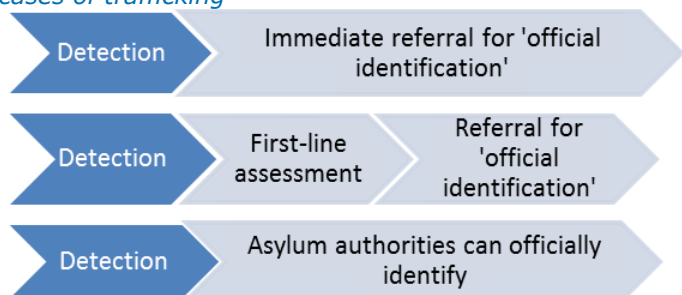 cases of trafficking
Detection
Immediate referral for 'official
identification'
Detection
First-line
assessment
Referral for
'official
identification'
Detection
Asylum authorities can officially
identify